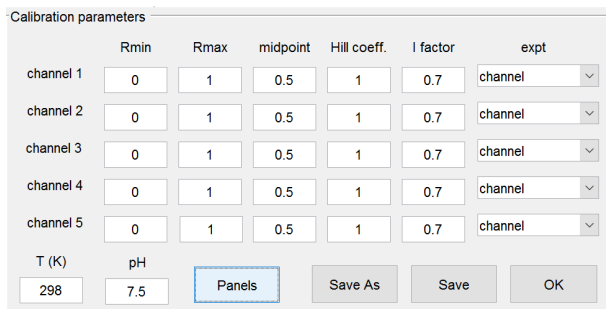 Calibration parameters
Rmin Rmax midpoint Hill coeff. I factor expt
channel 1 0 1 0.5 1 0.7 channel
channel 2 0 1 0.5 1 0.7 channel
channel 3 0 1 0.5 1 0.7 channel
channel 4 0 1 0.5 1 0.7 channel
channel 5 0 1 0.5 1 0.7 channel
T (K) pH
298 7.5 Panels Save As Save OK